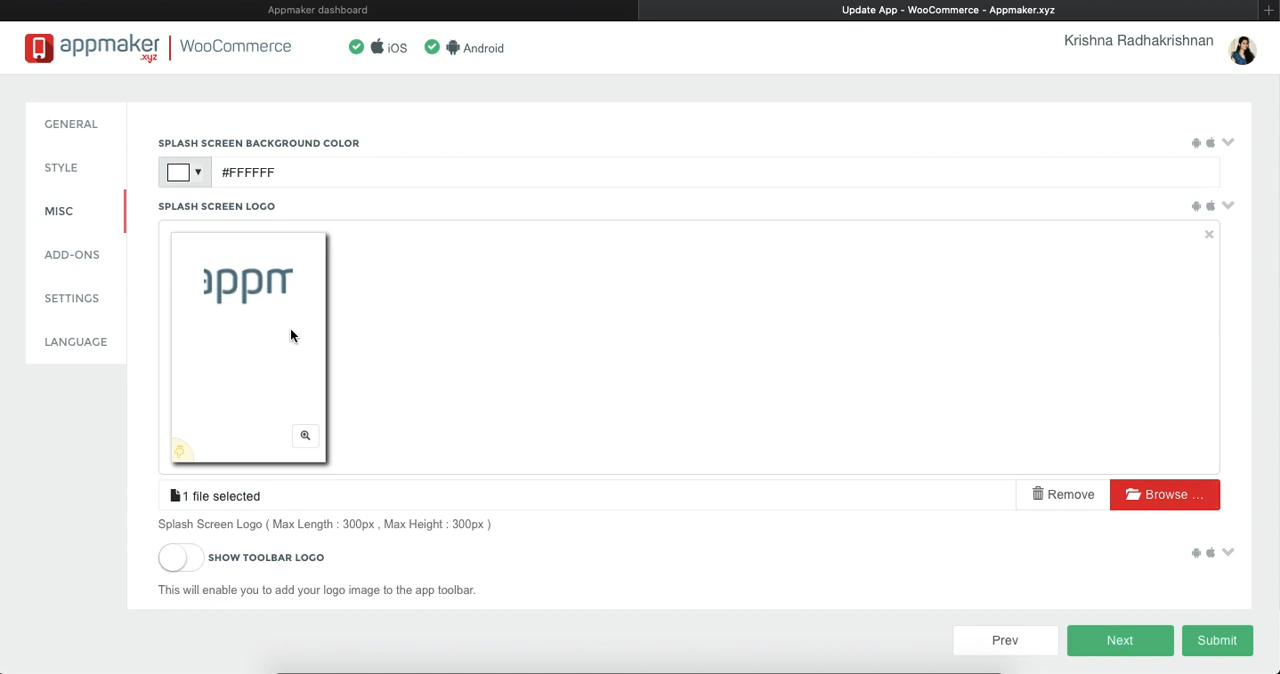 Appmaker dashboard
Update App - WooCommerce - Appmaker.xyz
appmaker
.xyz
WooCommerce
iOS
Android
Krishna Radhakrishnan
GENERAL
STYLE
MISC
ADD-ONS
SETTINGS
LANGUAGE
SPLASH SCREEN BACKGROUND COLOR
#FFFFFF
SPLASH SCREEN LOGO
appm
1 file selected
Remove
Browse ...
Splash Screen Logo ( Max Length : 300px , Max Height : 300px )
SHOW TOOLBAR LOGO
This will enable you to add your logo image to the app toolbar.
Prev
Next
Submit